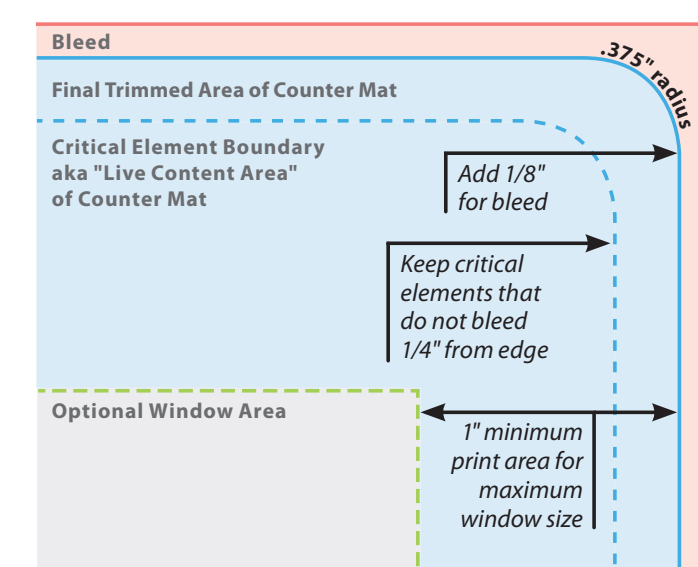 Bleed
.375" radius
Final Trimmed Area of Counter Mat
Critical Element Boundary
aka "Live Content Area"
of Counter Mat
Add 1/8"
for bleed
Keep critical
elements that
do not bleed
1/4" from edge
Optional Window Area
1" minimum
print area for
maximum
window size